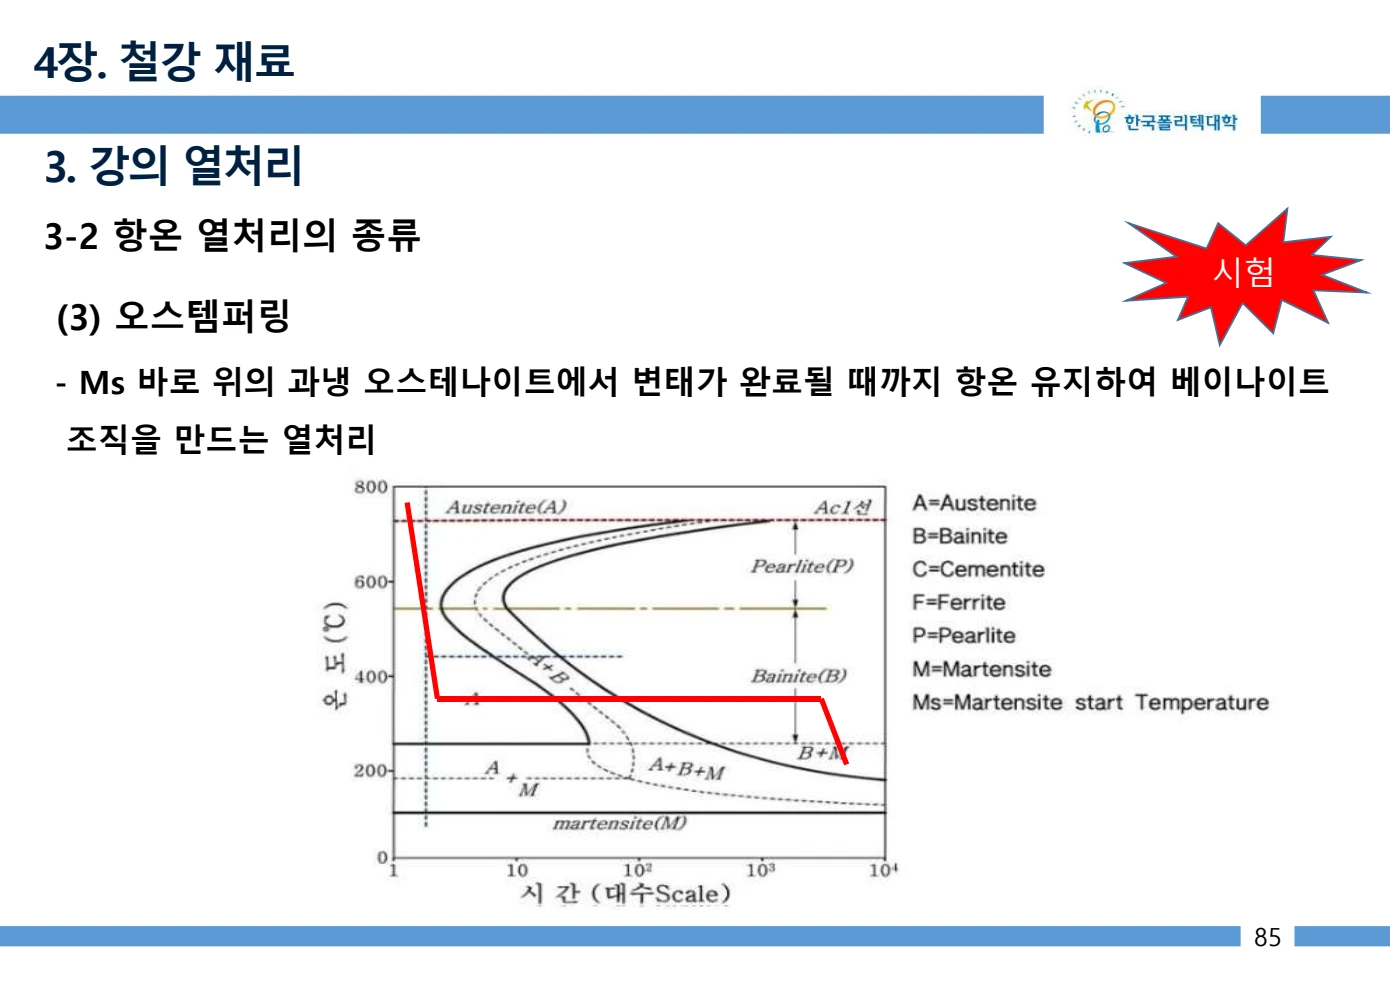 4장. 철강 재료
한국폴리텍대학
3. 강의 열처리
3-2 항온 열처리의 종류
시험
(3) 오스템퍼링
- Ms 바로 위의 과냉 오스테나이트에서 변태가 완료될 때까지 항온 유지하여 베이나이트
조직을 만드는 열처리
800
Austenite(A)
Ac1선
A=Austenite
B=Bainite
Pearlite(P)
C=Cementite
600
F=Ferrite
P=Pearlite
온 도 (℃)
A+B
400
Bainite(B)
M=Martensite
A
Ms=Martensite start Temperature
B+M
200
A
+
M
A+B+M
martensite(M)
0
1
10
10²
10³
10⁴
시 간 (대수Scale)
85